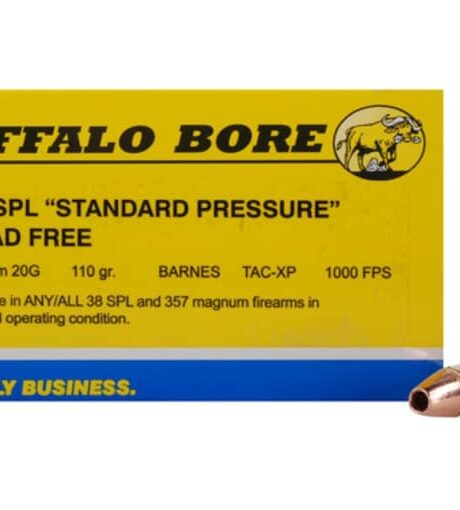 FFALO BORE
SPL “STANDARD PRESSURE”
AD FREE
m 20G 110 gr. BARNES TAC-XP 1000 FPS
e in ANY/ALL 38 SPL and 357 magnum firearms in
l operating condition.
LY BUSINESS.